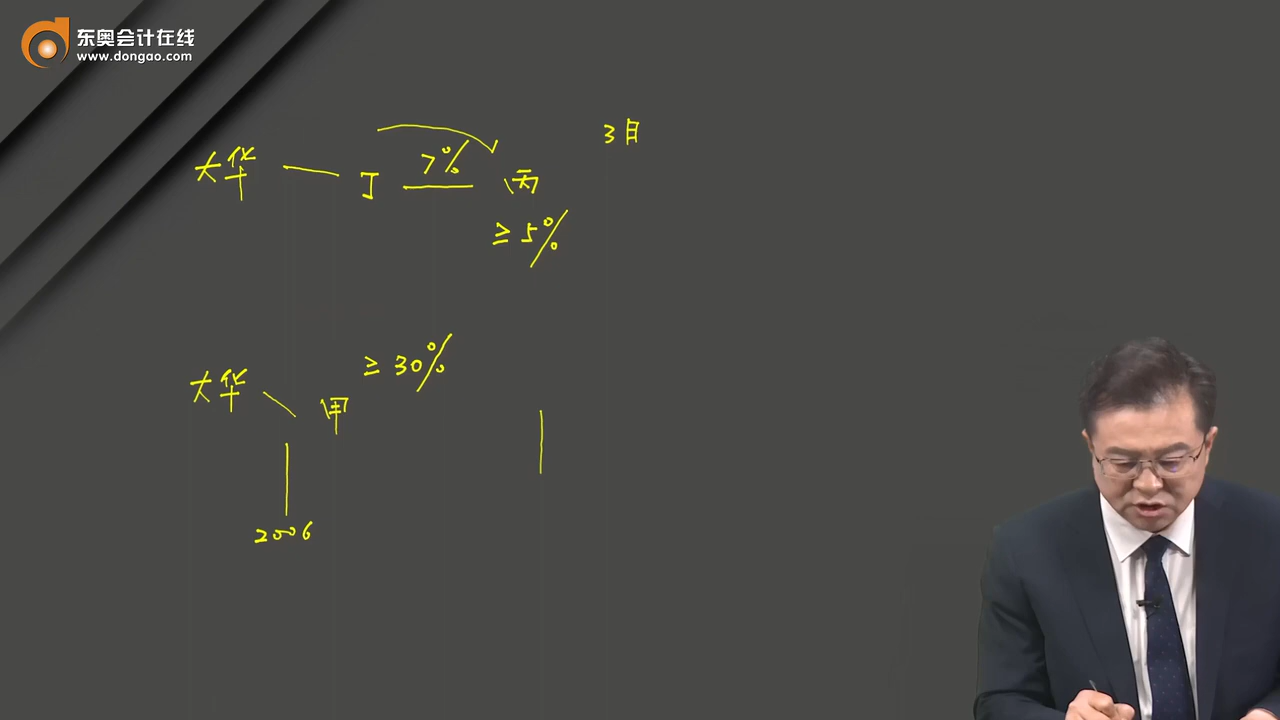 东奥会计在线
www.dongao.com
3月
大华 — 丁 7% 丙
≥5%
≥30%
大华 甲
2006